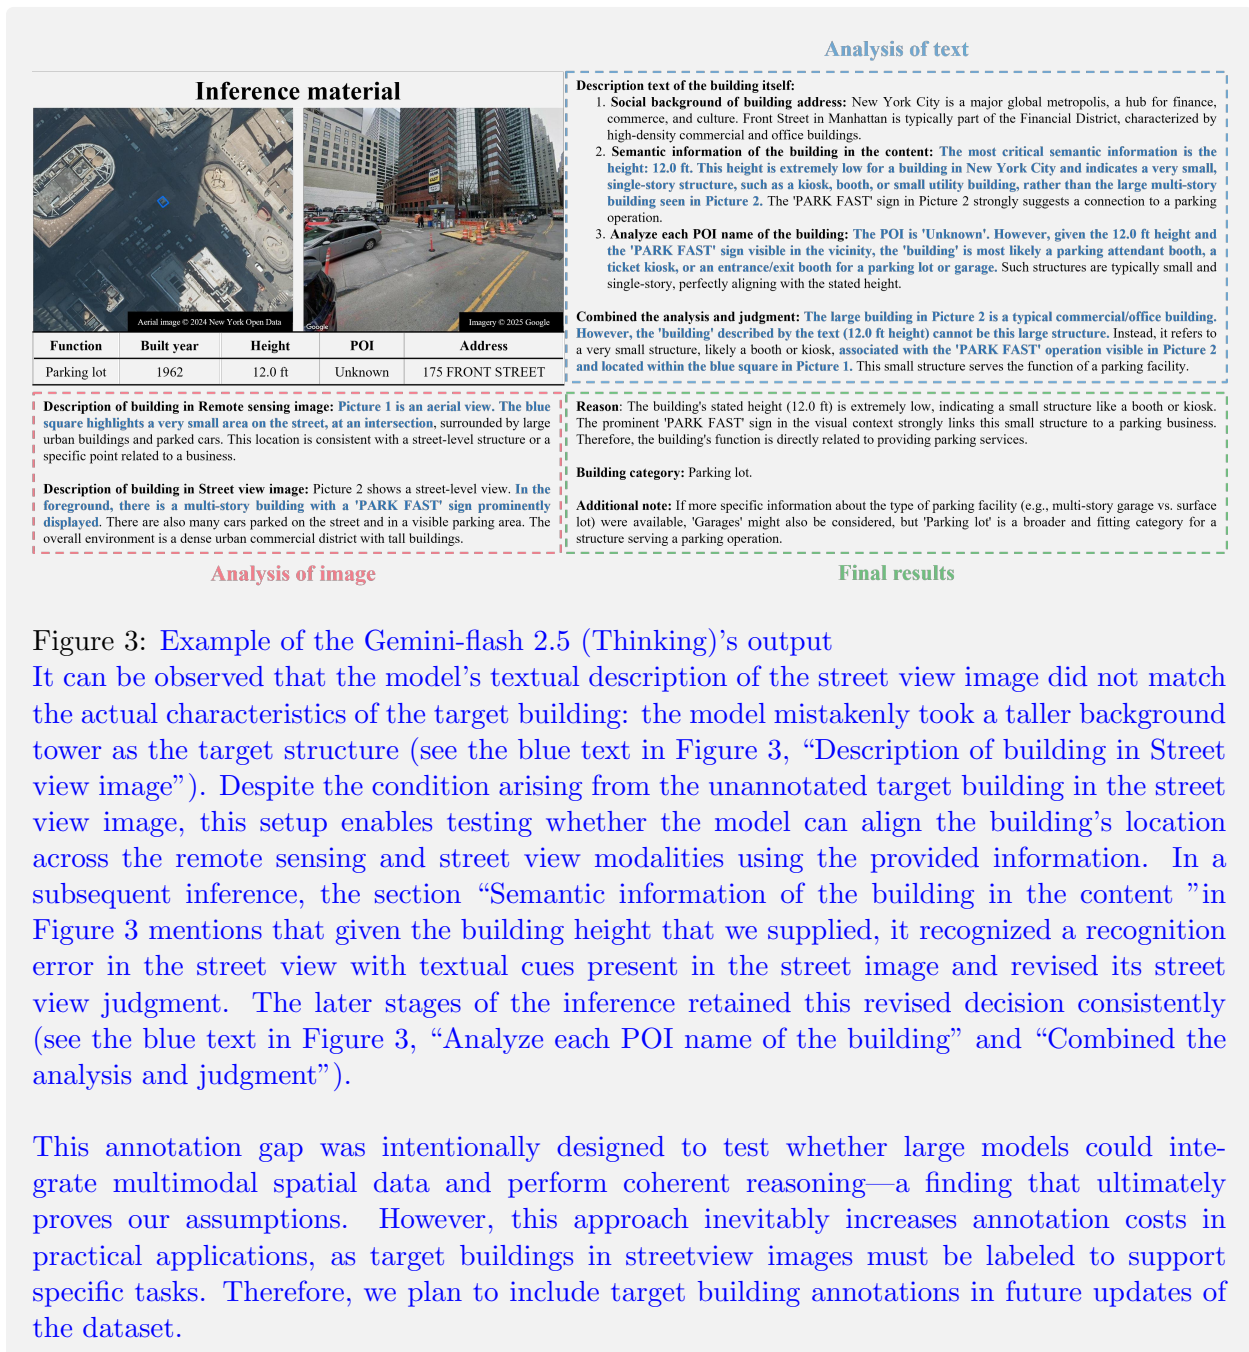 Analysis of text
Inference material
Aerial image © 2024 New York Open Data
PARK FAST
Google
Imagery © 2025 Google
Function Built year Height POI Address
Parking lot 1962 12.0 ft Unknown 175 FRONT STREET
Description text of the building itself:
1. Social background of building address: New York City is a major global metropolis, a hub for finance,
commerce, and culture. Front Street in Manhattan is typically part of the Financial District, characterized by
high-density commercial and office buildings.
2. Semantic information of the building in the content: The most critical semantic information is the
height: 12.0 ft. This height is extremely low for a building in New York City and indicates a very small,
single-story structure, such as a kiosk, booth, or small utility building, rather than the large multi-story
building seen in Picture 2. The 'PARK FAST' sign in Picture 2 strongly suggests a connection to a parking
operation.
3. Analyze each POI name of the building: The POI is 'Unknown'. However, given the 12.0 ft height and
the 'PARK FAST' sign visible in the vicinity, the 'building' is most likely a parking attendant booth, a
ticket kiosk, or an entrance/exit booth for a parking lot or garage. Such structures are typically small and
single-story, perfectly aligning with the stated height.
Combined the analysis and judgment: The large building in Picture 2 is a typical commercial/office building.
However, the 'building' described by the text (12.0 ft height) cannot be this large structure. Instead, it refers to
a very small structure, likely a booth or kiosk, associated with the 'PARK FAST' operation visible in Picture 2
and located within the blue square in Picture 1. This small structure serves the function of a parking facility.
Description of building in Remote sensing image: Picture 1 is an aerial view. The blue
square highlights a very small area on the street, at an intersection, surrounded by large
urban buildings and parked cars. This location is consistent with a street-level structure or a
specific point related to a business.
Description of building in Street view image: Picture 2 shows a street-level view. In the
foreground, there is a multi-story building with a 'PARK FAST' sign prominently
displayed. There are also many cars parked on the street and in a visible parking area. The
overall environment is a dense urban commercial district with tall buildings.
Analysis of image
Reason: The building's stated height (12.0 ft) is extremely low, indicating a small structure like a booth or kiosk.
The prominent 'PARK FAST' sign in the visual context strongly links this small structure to a parking business.
Therefore, the building's function is directly related to providing parking services.
Building category: Parking lot.
Additional note: If more specific information about the type of parking facility (e.g., multi-story garage vs. surface
lot) were available, 'Garages' might also be considered, but 'Parking lot' is a broader and fitting category for a
structure serving a parking operation.
Final results
Figure 3: Example of the Gemini-flash 2.5 (Thinking)'s output
It can be observed that the model's textual description of the street view image did not match
the actual characteristics of the target building: the model mistakenly took a taller background
tower as the target structure (see the blue text in Figure 3, “Description of building in Street
view image”). Despite the condition arising from the unannotated target building in the street
view image, this setup enables testing whether the model can align the building's location
across the remote sensing and street view modalities using the provided information. In a
subsequent inference, the section “Semantic information of the building in the content ”in
Figure 3 mentions that given the building height that we supplied, it recognized a recognition
error in the street view with textual cues present in the street image and revised its street
view judgment. The later stages of the inference retained this revised decision consistently
(see the blue text in Figure 3, “Analyze each POI name of the building” and “Combined the
analysis and judgment”).
This annotation gap was intentionally designed to test whether large models could inte-
grate multimodal spatial data and perform coherent reasoning—a finding that ultimately
proves our assumptions. However, this approach inevitably increases annotation costs in
practical applications, as target buildings in streetview images must be labeled to support
specific tasks. Therefore, we plan to include target building annotations in future updates of
the dataset.